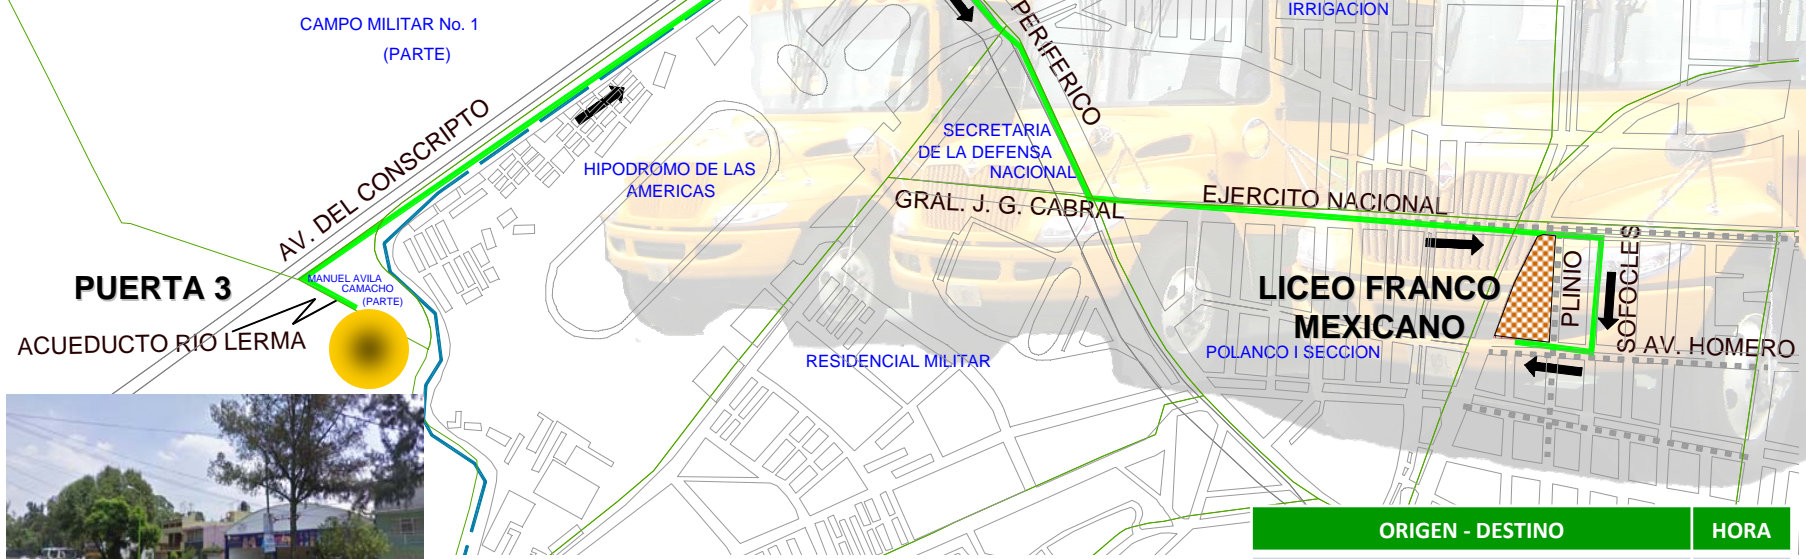 CAMPO MILITAR No. 1
(PARTE)
IRRIGACION
PERIFERICO
AV. DEL CONSCRIPTO
SECRETARIA
DE LA DEFENSA
NACIONAL
HIPODROMO DE LAS
AMERICAS
GRAL. J. G. CABRAL
EJERCITO NACIONAL
PUERTA 3
MANUEL AVILA
CAMACHO
(PARTE)
ACUEDUCTO RIO LERMA
LICEO FRANCO
MEXICANO
PLINIO
SOFOCLES
AV. HOMERO
RESIDENCIAL MILITAR
POLANCO I SECCION
ORIGEN - DESTINO
HORA